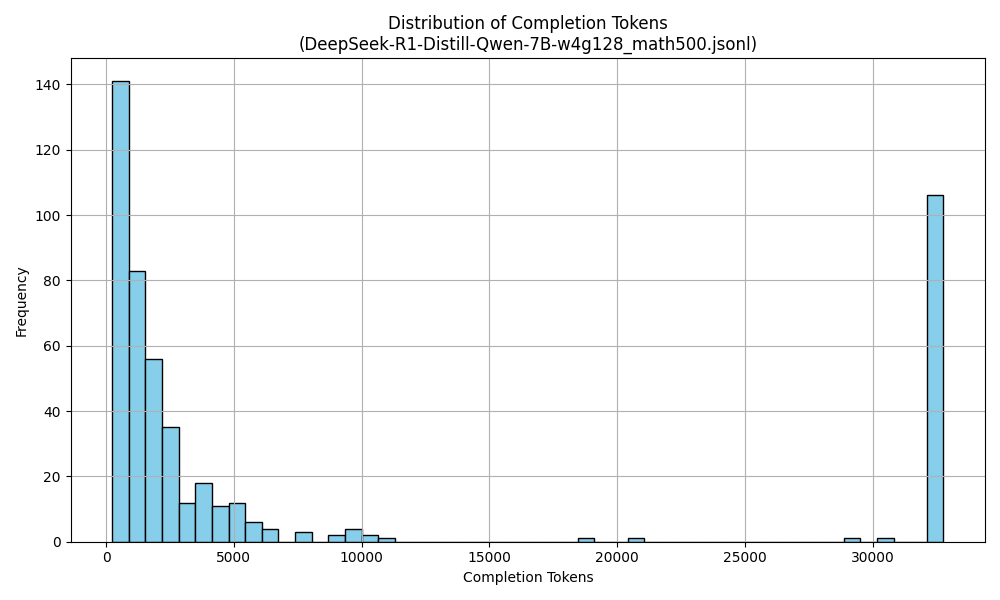 Distribution of Completion Tokens
(DeepSeek-R1-Distill-Qwen-7B-w4g128_math500.jsonl)
Frequency
140
120
100
80
60
40
20
0
0 5000 10000 15000 20000 25000 30000
Completion Tokens